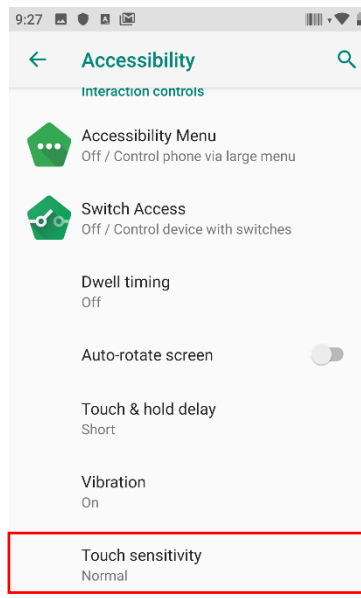 9:27
Accessibility
Interaction controls
Accessibility Menu
Off / Control phone via large menu
Switch Access
Off / Control device with switches
Dwell timing
Off
Auto-rotate screen
Touch & hold delay
Short
Vibration
On
Touch sensitivity
Normal